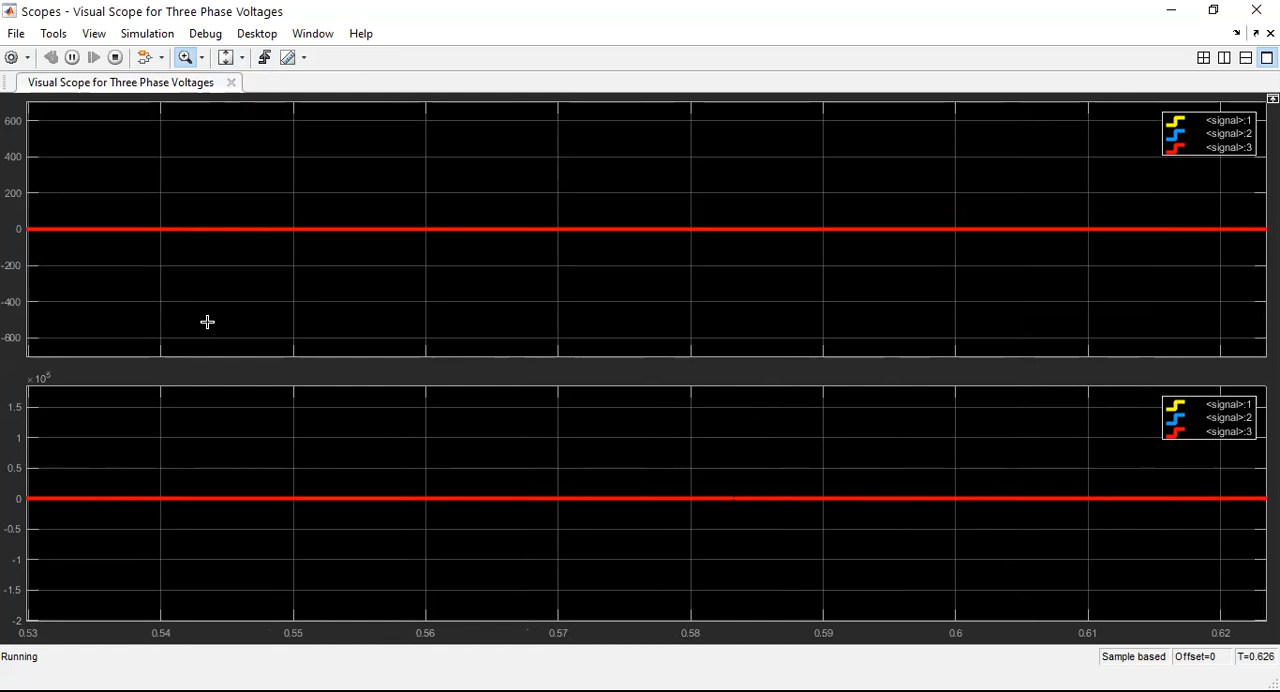 Scopes - Visual Scope for Three Phase Voltages
File Tools View Simulation Debug Desktop Window Help
Visual Scope for Three Phase Voltages
600
400
200
0
-200
-400
-600
<signal>:1
<signal>:2
<signal>:3
×10⁵
1.5
1
0.5
0
-0.5
-1
-1.5
-2
<signal>:1
<signal>:2
<signal>:3
0.53 0.54 0.55 0.56 0.57 0.58 0.59 0.6 0.61 0.62
Running Sample based Offset=0 T=0.626